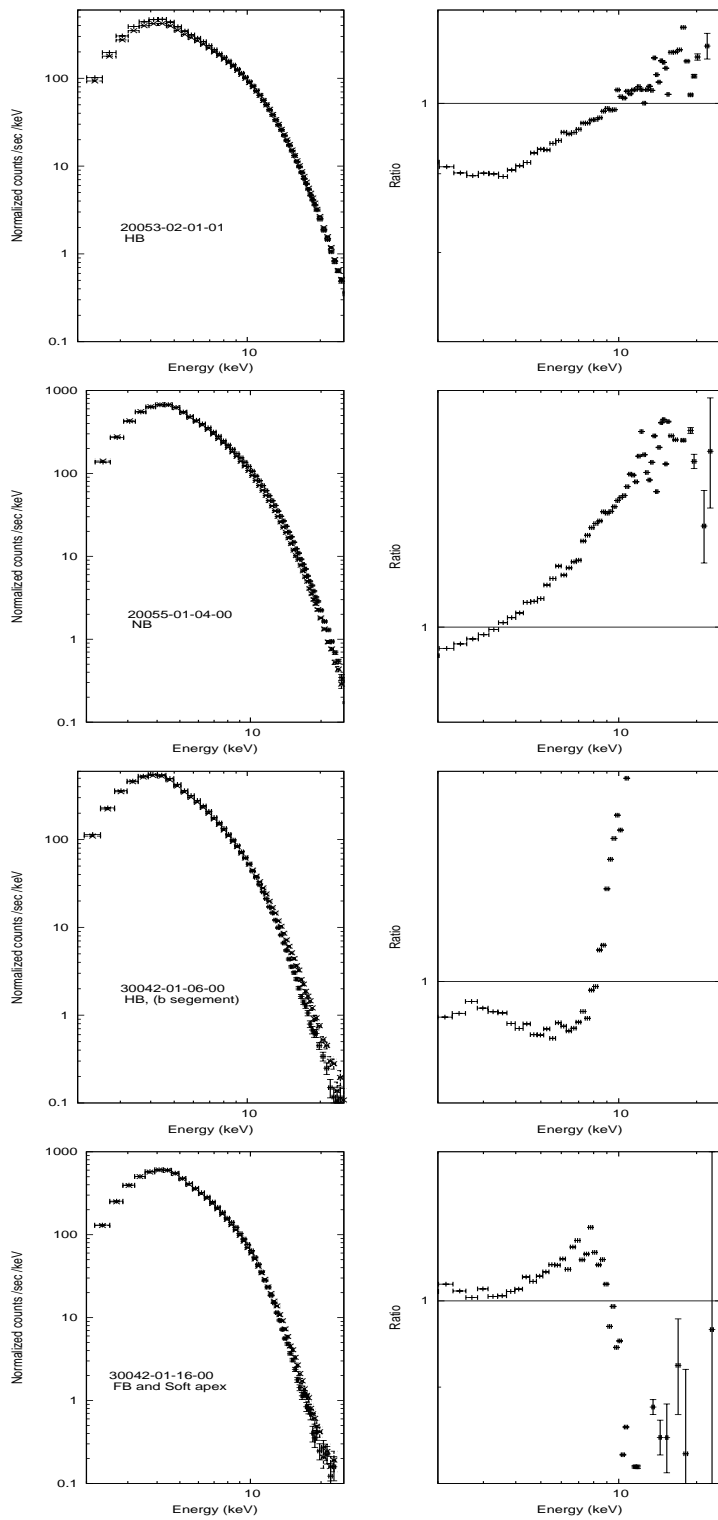 Normalized counts /sec /keV
100
10
1
0.1
10
Energy (keV)
20053-02-01-01
HB
Ratio
1
10
Energy (keV)
Normalized counts /sec /keV
1000
100
10
1
0.1
10
Energy (keV)
20055-01-04-00
NB
Ratio
1
10
Energy (keV)
Normalized counts /sec /keV
100
10
1
0.1
10
Energy (keV)
30042-01-06-00
HB, (b segement)
Ratio
1
10
Energy (keV)
Normalized counts /sec /keV
1000
100
10
1
0.1
10
Energy (keV)
30042-01-16-00
FB and Soft apex
Ratio
1
10
Energy (keV)